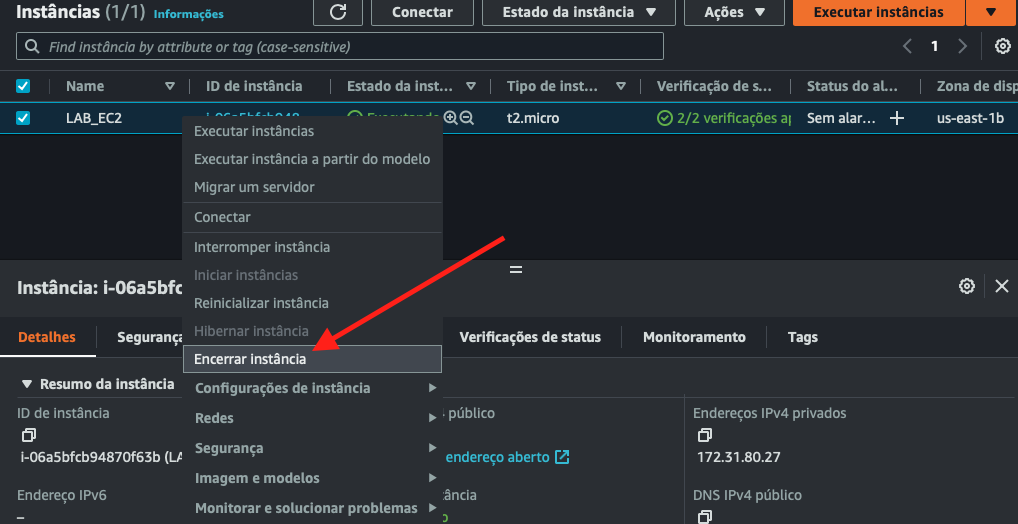 Instâncias (1/1) Informações
Conectar
Estado da instância
Ações
Executar instâncias
Find instância by attribute or tag (case-sensitive)
1
Name
ID de instância
Estado da inst...
Tipo de inst...
Verificação de s...
Status do al...
Zona de disp
LAB_EC2
t2.micro
2/2 verificações ap
Sem alar...
us-east-1b
Executar instâncias
Executar instância a partir do modelo
Migrar um servidor
Conectar
Interromper instância
Iniciar instâncias
Reinicializar instância
Hibernar instância
Encerrar instância
Configurações de instância
Redes
Segurança
Imagem e modelos
Monitorar e solucionar problemas
Instância: i-06a5bfc
Detalhes
Segurança
Verificações de status
Monitoramento
Tags
Resumo da instância
ID de instância
i-06a5bfcb94870f63b (LA
Endereço IPv6
–
público
endereço aberto
tância
Endereços IPv4 privados
172.31.80.27
DNS IPv4 público